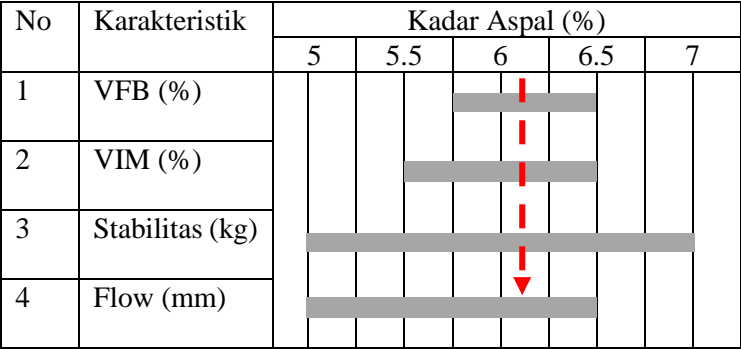 No Karakteristik Kadar Aspal (%)
5 5.5 6 6.5 7
1 VFB (%)
2 VIM (%)
3 Stabilitas (kg)
4 Flow (mm)